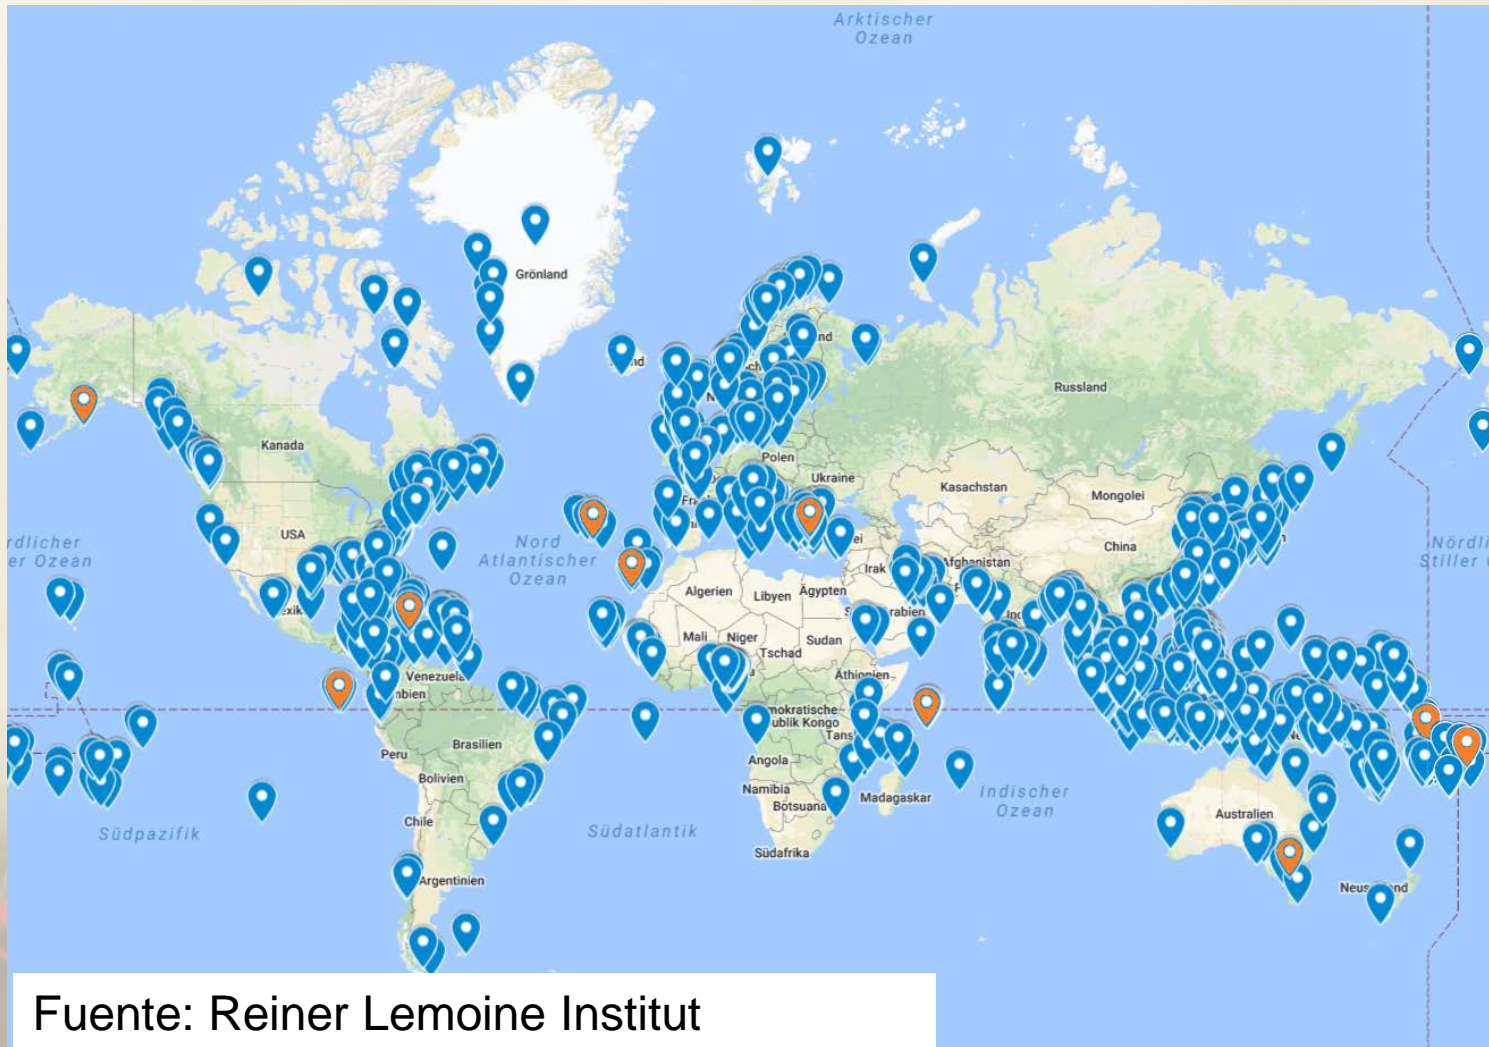 Arktischer
Ozean
Grönland
Russland
Kanada
Polen
Ukraine
Kasachstan
Mongolei
USA
China
Nord
Atlantischer
Ozean
Irak
Afghanistan
Algerien
Libyen
Ägypten
Mali
Niger
Sudan
Tschad
Venezuela
Äthiopien
Brasilien
Peru
Angola
Bolivien
Namibia
Botsuana
Madagaskar
Indischer
Ozean
Australien
Chile
Südpazifik
Südatlantik
Südafrika
Argentinien
Fuente: Reiner Lemoine Institut